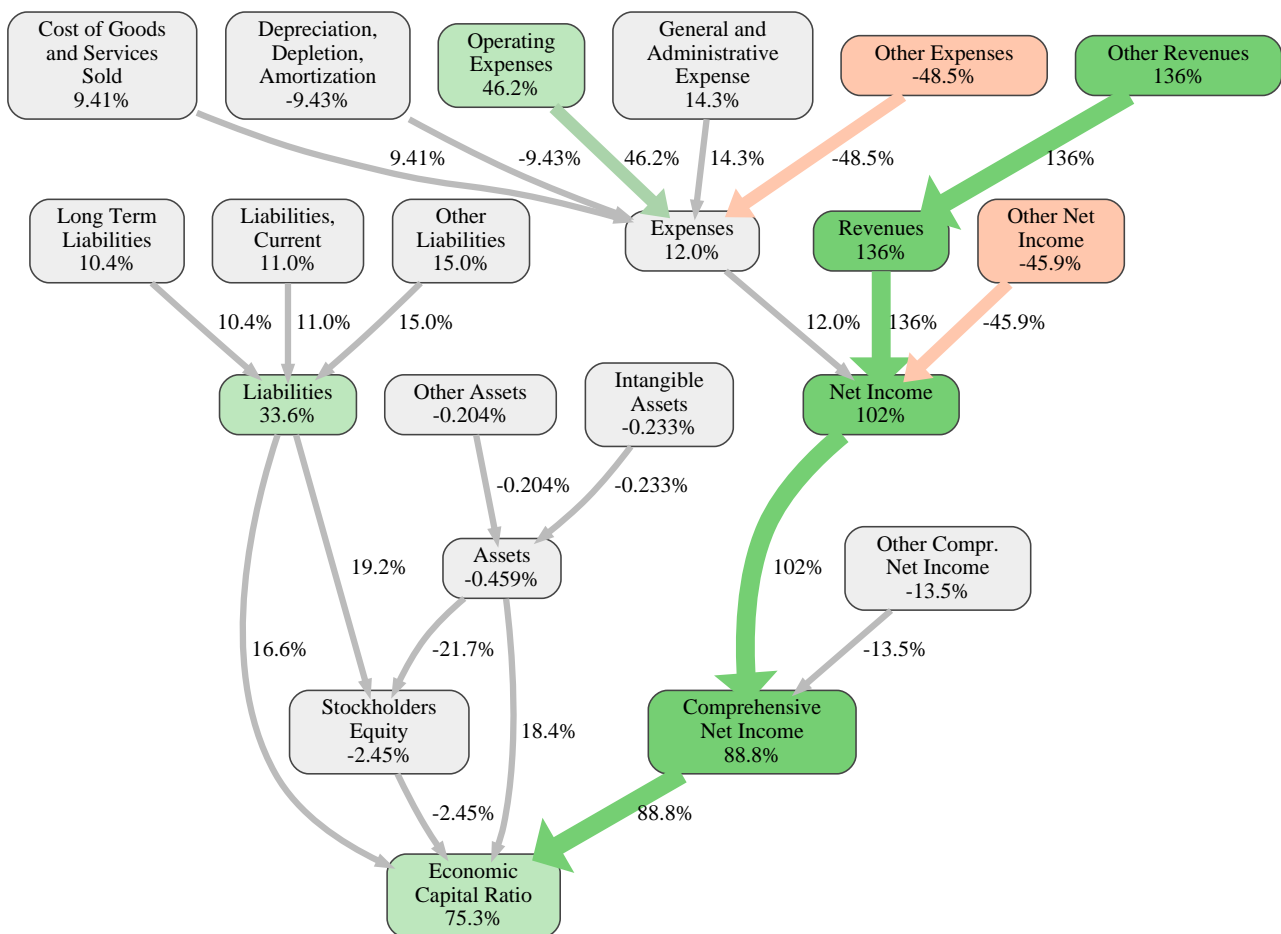 Cost of Goods
and Services
Sold
9.41%
Depreciation,
Depletion,
Amortization
-9.43%
Operating
Expenses
46.2%
General and
Administrative
Expense
14.3%
Other Expenses
-48.5%
Other Revenues
136%
9.41%
-9.43%
46.2%
14.3%
-48.5%
136%
Long Term
Liabilities
10.4%
Liabilities,
Current
11.0%
Other
Liabilities
15.0%
Expenses
12.0%
Revenues
136%
Other Net
Income
-45.9%
10.4%
11.0%
15.0%
12.0%
136%
-45.9%
Liabilities
33.6%
Other Assets
-0.204%
Intangible
Assets
-0.233%
Net Income
102%
-0.204%
-0.233%
Assets
-0.459%
Other Compr.
Net Income
-13.5%
19.2%
102%
16.6%
-21.7%
-13.5%
Stockholders
Equity
-2.45%
18.4%
Comprehensive
Net Income
88.8%
-2.45%
88.8%
Economic
Capital Ratio
75.3%